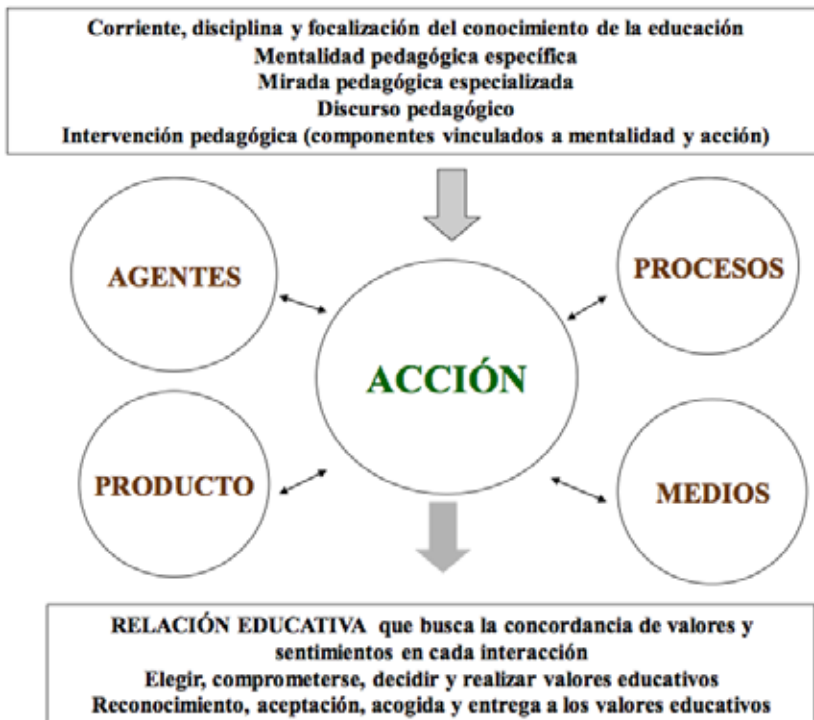 Corriente, disciplina y focalización del conocimiento de la educación
Mentalidad pedagógica específica
Mirada pedagógica especializada
Discurso pedagógico
Intervención pedagógica (componentes vinculados a mentalidad y acción)
AGENTES
PROCESOS
ACCIÓN
PRODUCTO
MEDIOS
RELACIÓN EDUCATIVA que busca la concordancia de valores y
sentimientos en cada interacción
Elegir, comprometerse, decidir y realizar valores educativos
Reconocimiento, aceptación, acogida y entrega a los valores educativos